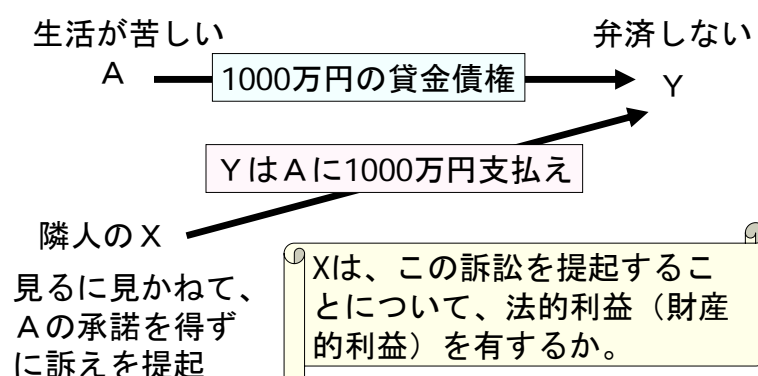 生活が苦しい
弁済しない
A
1000万円の貸金債権
Y
YはAに1000万円支払え
隣人のX
見るに見かねて、
Aの承諾を得ず
に訴えを提起
Xは、この訴訟を提起するこ
とについて、法的利益（財産
的利益）を有するか。